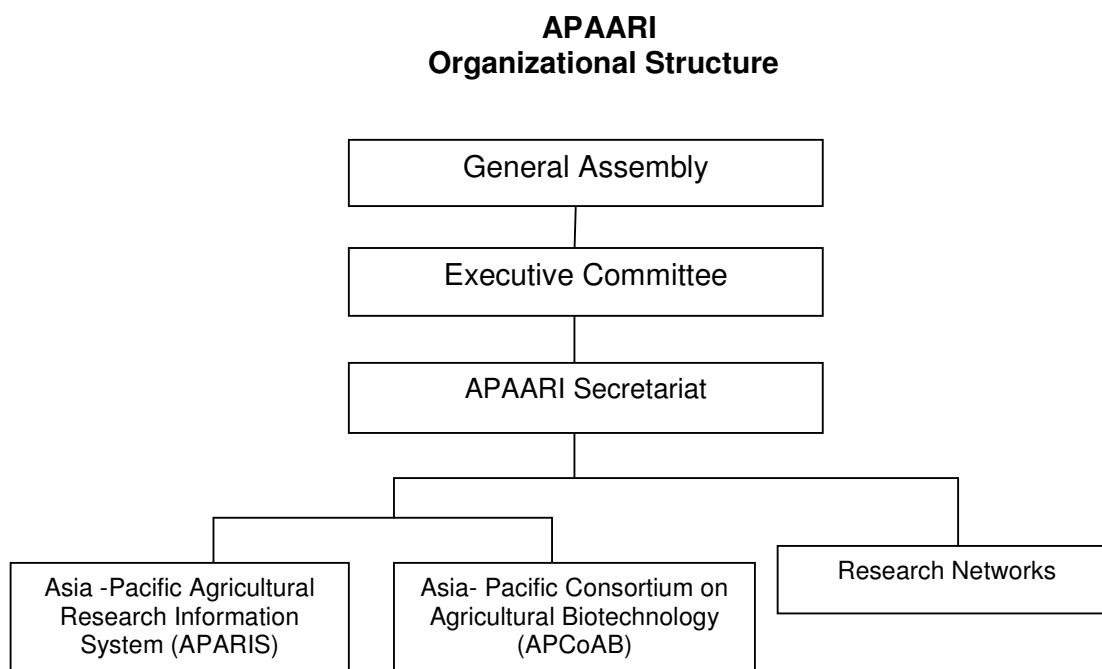 APAARI
Organizational Structure
General Assembly
Executive Committee
APAARI Secretariat
Asia -Pacific Agricultural
Research Information
System (APARIS)
Asia- Pacific Consortium on
Agricultural Biotechnology
(APCoAB)
Research Networks